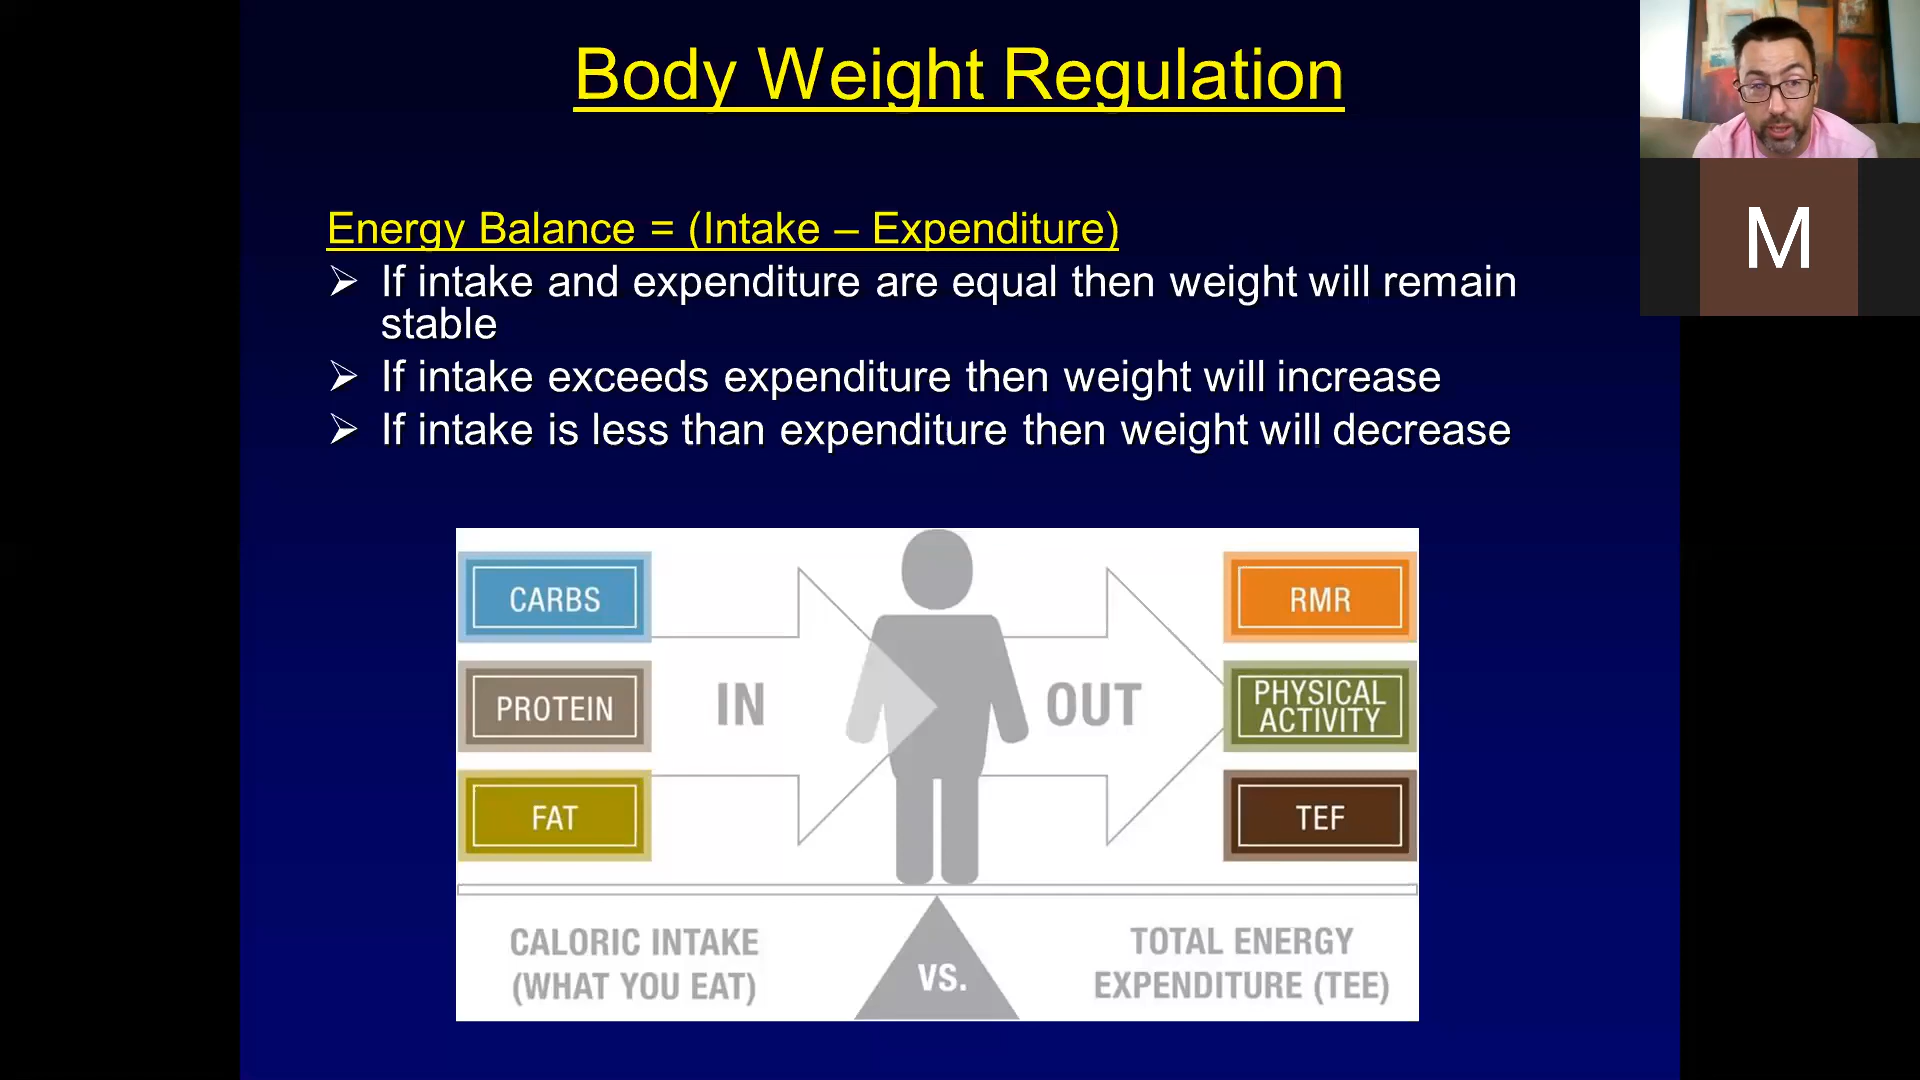 Body Weight Regulation
Energy Balance = (Intake – Expenditure)
If intake and expenditure are equal then weight will remain
stable
If intake exceeds expenditure then weight will increase
If intake is less than expenditure then weight will decrease
CARBS
PROTEIN
FAT
IN
OUT
RMR
PHYSICAL
ACTIVITY
TEF
CALORIC INTAKE
(WHAT YOU EAT)
VS.
TOTAL ENERGY
EXPENDITURE (TEE)
M